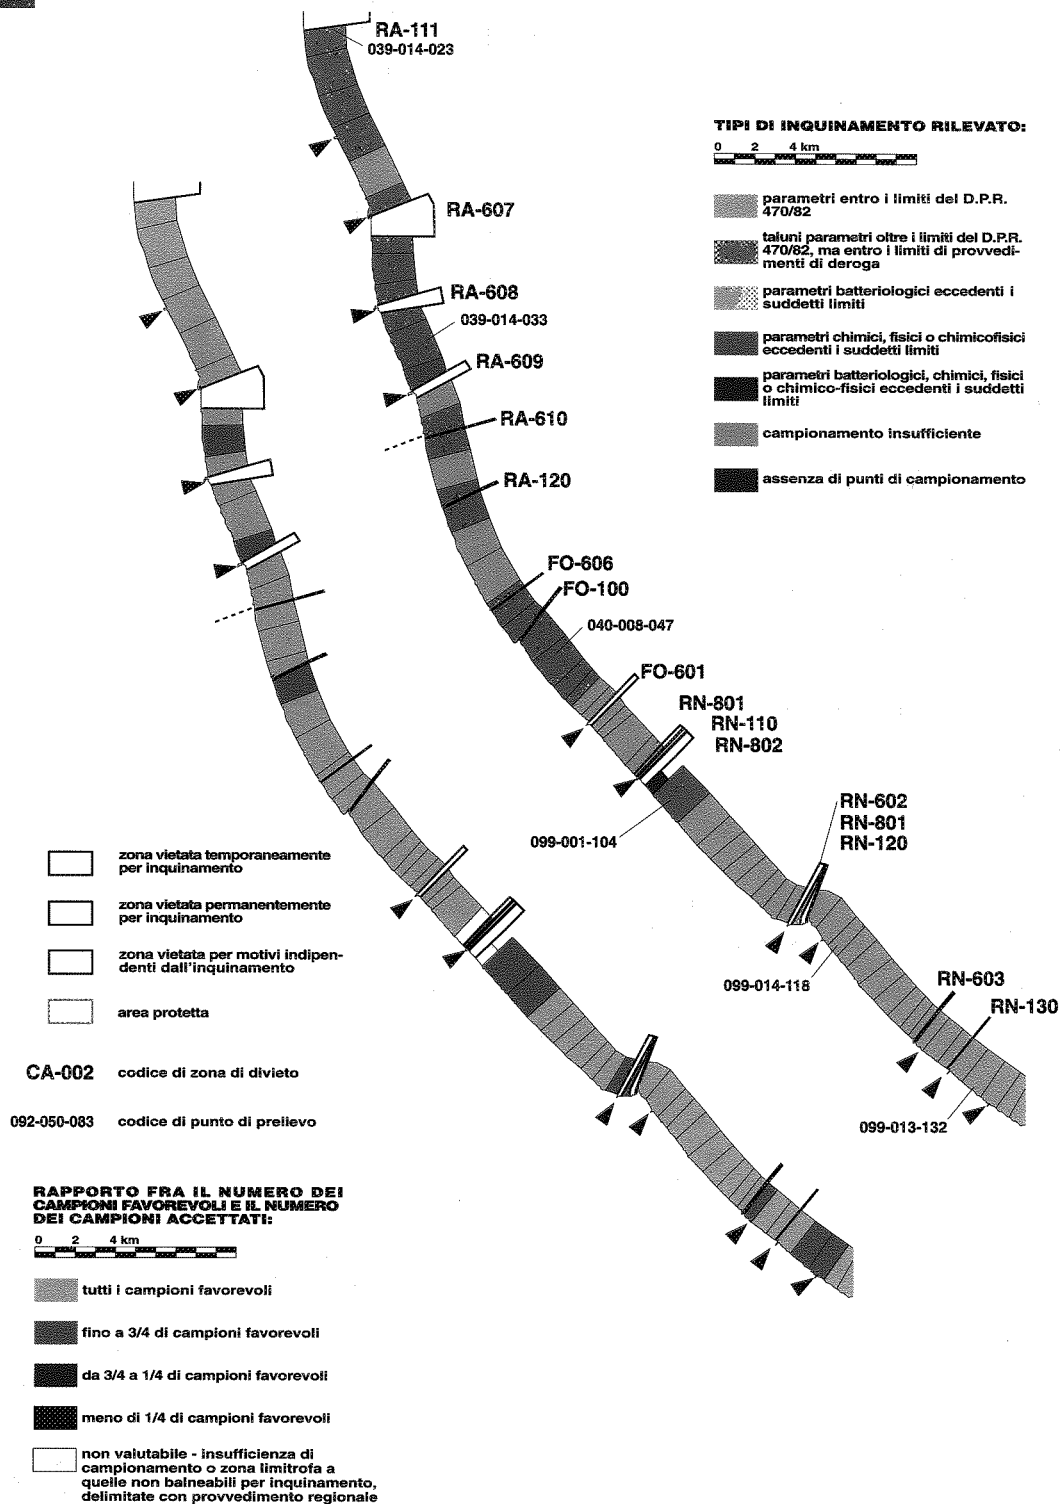 RA-111
039-014-023
TIPI DI INQUINAMENTO RILEVATO:
0 2 4 km
parametri entro i limiti del D.P.R.
470/82
taluni parametri oltre i limiti del D.P.R.
470/82, ma entro i limiti di provvedi-
menti di deroga
parametri batteriologici eccedenti i
suddetti limiti
parametri chimici, fisici o chimicofisici
eccedenti i suddetti limiti
parametri batteriologici, chimici, fisici
o chimico-fisici eccedenti i suddetti
limiti
campionamento insufficiente
assenza di punti di campionamento
RA-607
RA-608
039-014-033
RA-609
RA-610
RA-120
FO-606
FO-100
040-008-047
FO-601
RN-801
RN-110
RN-802
099-001-104
RN-602
RN-801
RN-120
099-014-118
RN-603
RN-130
099-013-132
zona vietata temporaneamente
per inquinamento
zona vietata permanentemente
per inquinamento
zona vietata per motivi indipen-
denti dall'inquinamento
area protetta
CA-002 codice di zona di divieto
092-050-083 codice di punto di prelievo
RAPPORTO FRA IL NUMERO DEI
CAMPIONI FAVOREVOLI E IL NUMERO
DEI CAMPIONI ACCETTATI:
0 2 4 km
tutti i campioni favorevoli
fino a 3/4 di campioni favorevoli
da 3/4 a 1/4 di campioni favorevoli
meno di 1/4 di campioni favorevoli
non valutabile - insufficienza di
campionamento o zona limitrofa a
quelle non balneabili per inquinamento,
delimitate con provvedimento regionale